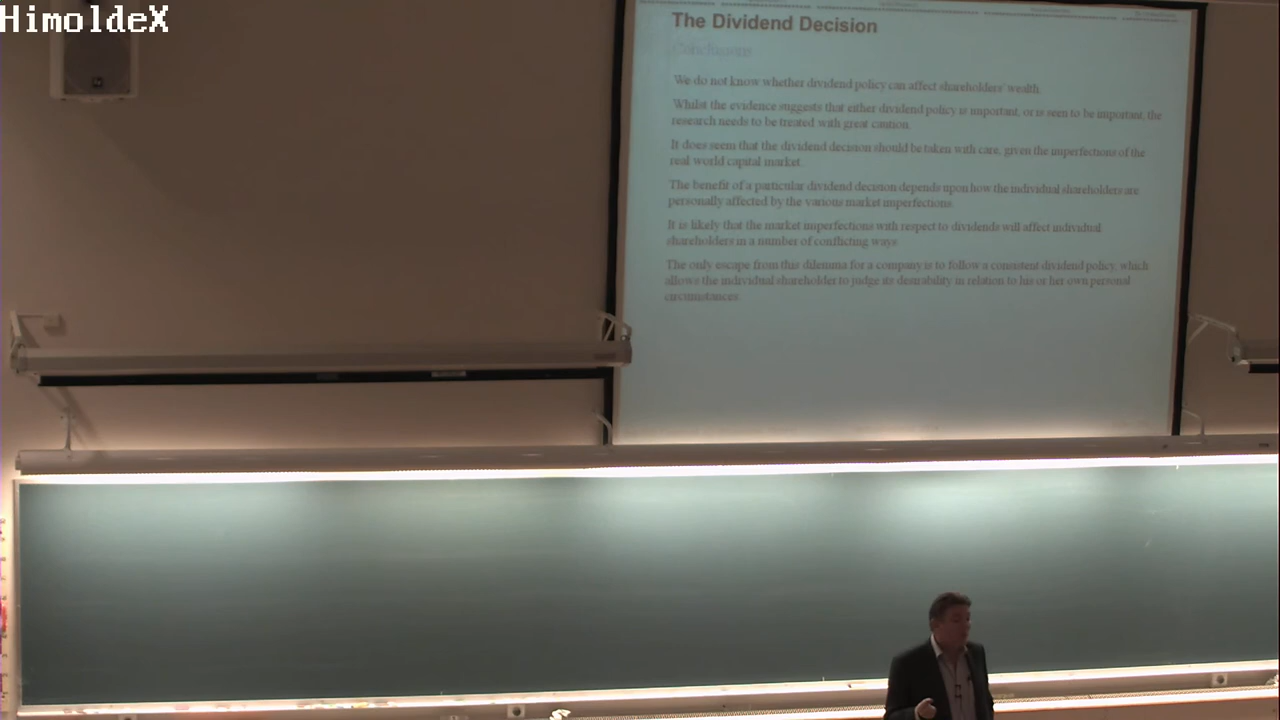 HimoldeX
The Dividend Decision
Conclusions
We do not know whether dividend policy can affect shareholders' wealth.
Whilst the evidence suggests that either dividend policy is important, or is seen to be important, the
research needs to be treated with great caution.
It does seem that the dividend decision should be taken with care, given the imperfections of the
real world capital market.
The benefit of a particular dividend decision depends upon how the individual shareholders are
personally affected by the various market imperfections.
It is likely that the market imperfections with respect to dividends will affect individual
shareholders in a number of conflicting ways.
The only escape from this dilemma for a company is to follow a consistent dividend policy, which
allows the individual shareholder to judge its desirability in relation to his or her own personal
circumstances.